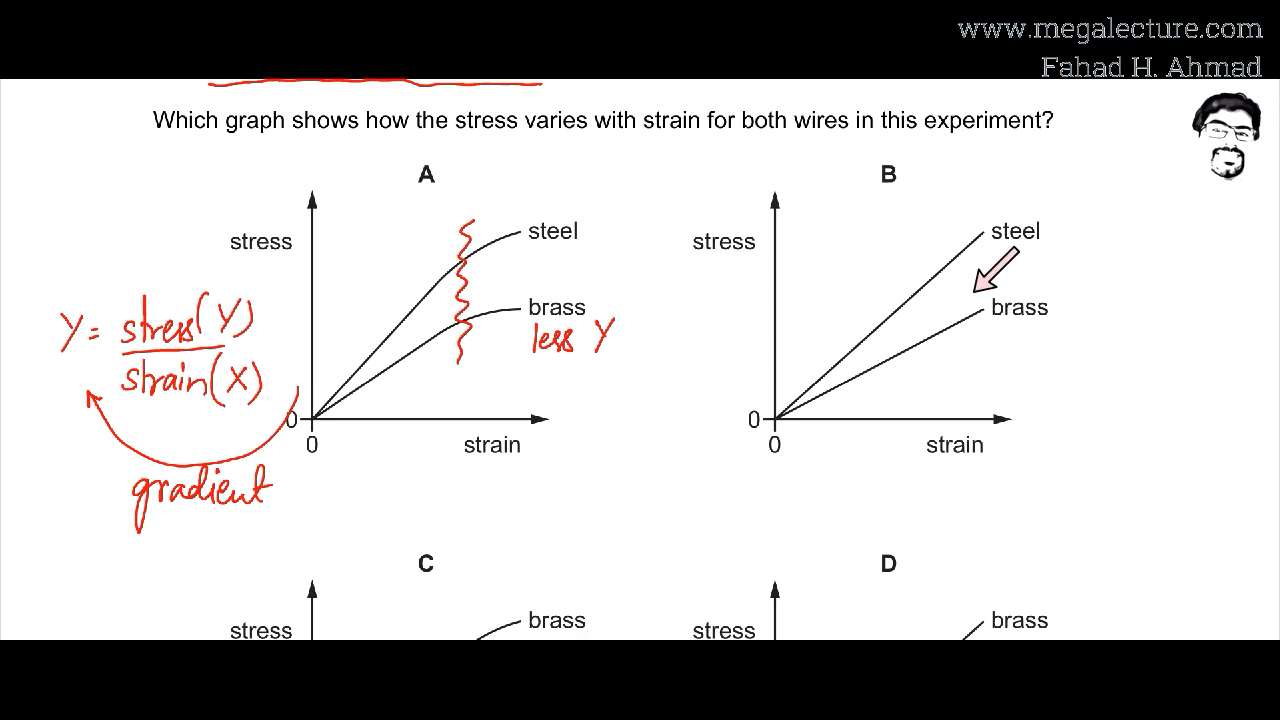 www.megalecture.com
Fahad H. Ahmad
Which graph shows how the stress varies with strain for both wires in this experiment?
A
stress
steel
brass
less Y
0
0
strain
Y = stress(Y)
strain(X)
gradient
B
stress
steel
brass
0
0
strain
C
stress
brass
D
stress
brass